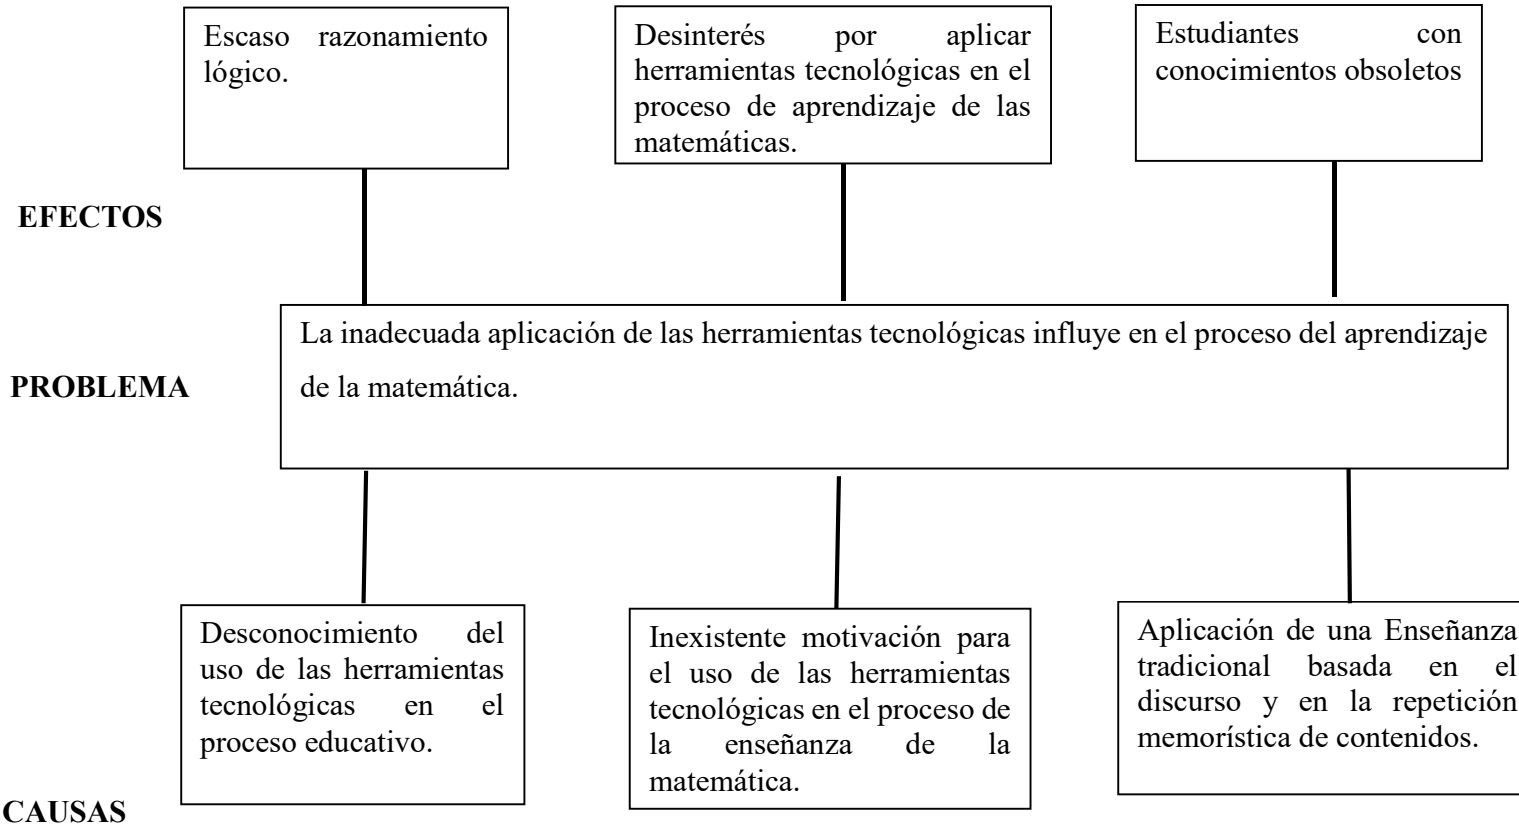 Escaso razonamiento
lógico.
Desinterés por aplicar
herramientas tecnológicas en el
proceso de aprendizaje de las
matemáticas.
Estudiantes con
conocimientos obsoletos
EFECTOS
La inadecuada aplicación de las herramientas tecnológicas influye en el proceso del aprendizaje
de la matemática.
PROBLEMA
Desconocimiento del
uso de las herramientas
tecnológicas en el
proceso educativo.
Inexistente motivación para
el uso de las herramientas
tecnológicas en el proceso de
la enseñanza de la
matemática.
Aplicación de una Enseñanza
tradicional basada en el
discurso y en la repetición
memorística de contenidos.
CAUSAS